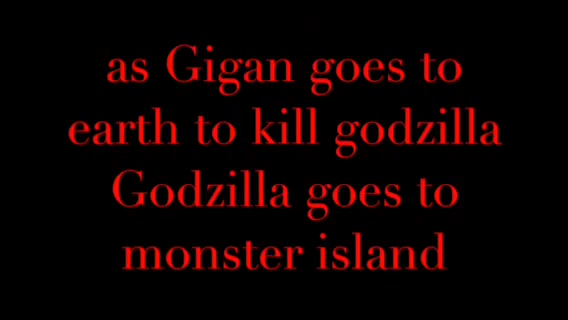 as Gigan goes to
earth to kill godzilla
Godzilla goes to
monster island